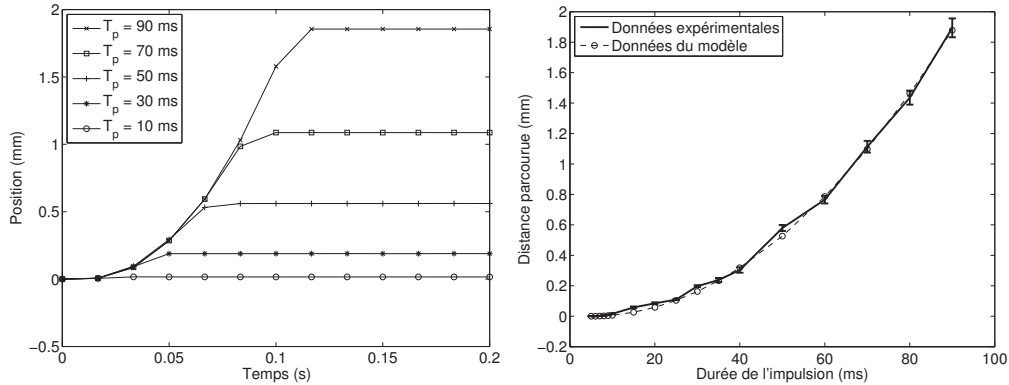 T_p = 90 ms
T_p = 70 ms
T_p = 50 ms
T_p = 30 ms
T_p = 10 ms
2
1.5
1
0.5
0
−0.5
0
0.05
0.1
0.15
0.2
Position (mm)
Temps (s)
Données expérimentales
Données du modèle
2
1.8
1.6
1.4
1.2
1
0.8
0.6
0.4
0.2
0
−0.2
0
20
40
60
80
100
Distance parcourue (mm)
Durée de l'impulsion (ms)